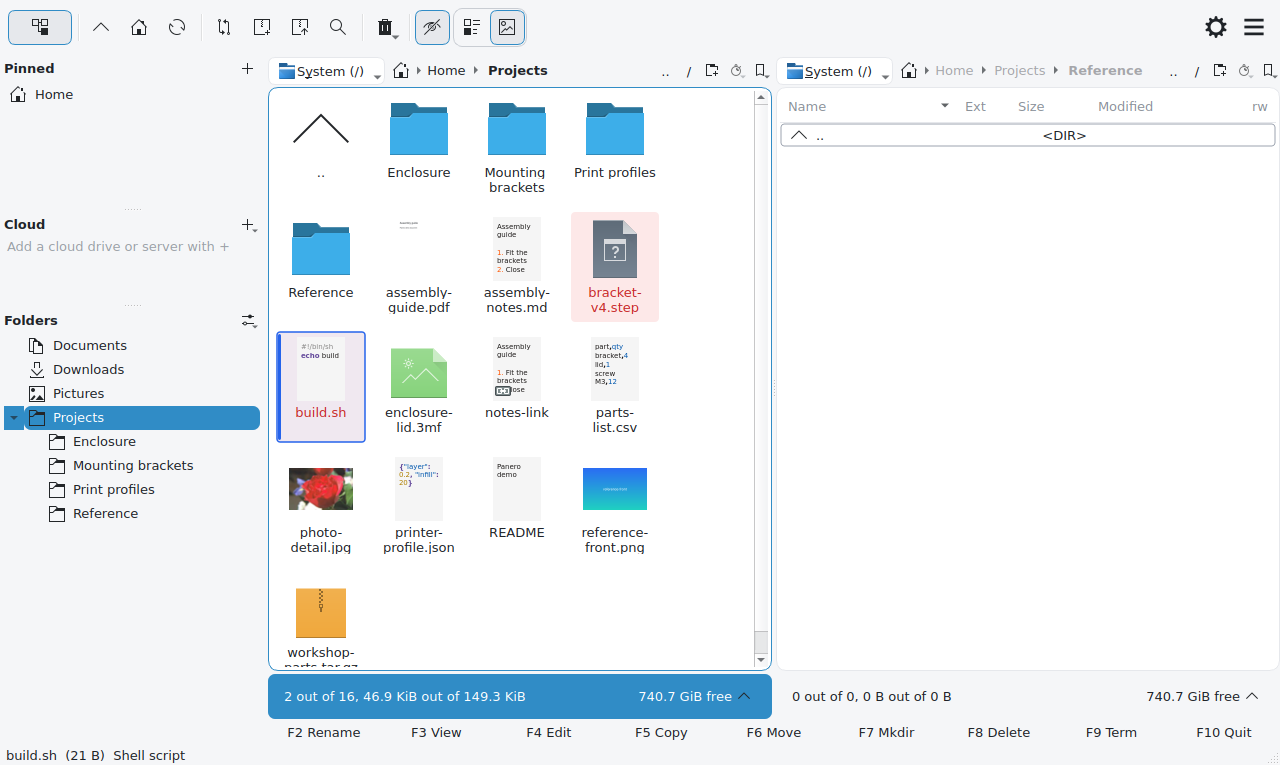 Pinned
Home
Cloud
Add a cloud drive or server with +
Folders
Documents
Downloads
Pictures
Projects
Enclosure
Mounting brackets
Print profiles
Reference
System (/)
Home
Projects
..
/
..
Enclosure
Mounting
brackets
Print profiles
Reference
assembly-
guide.pdf
Assembly
guide
1. Fit the
brackets
2. Close
assembly-
notes.md
?
bracket-
v4.step
#!/bin/sh
echo build
build.sh
enclosure-
lid.3mf
Assembly
guide
1. Fit the
brackets
notes-link
part,qty
bracket,4
lid,1
screw
M3,12
parts-
list.csv
photo-
detail.jpg
{"layer":
0.2, "infill":
20}
printer-
profile.json
Panero
demo
README
reference-
front.png
workshop-
parts.tar.gz
2 out of 16, 46.9 KiB out of 149.3 KiB
740.7 GiB free
System (/)
Home
Projects
Reference
..
/
Name
Ext
Size
Modified
rw
..
<DIR>
0 out of 0, 0 B out of 0 B
740.7 GiB free
F2 Rename
F3 View
F4 Edit
F5 Copy
F6 Move
F7 Mkdir
F8 Delete
F9 Term
F10 Quit
build.sh (21 B) Shell script